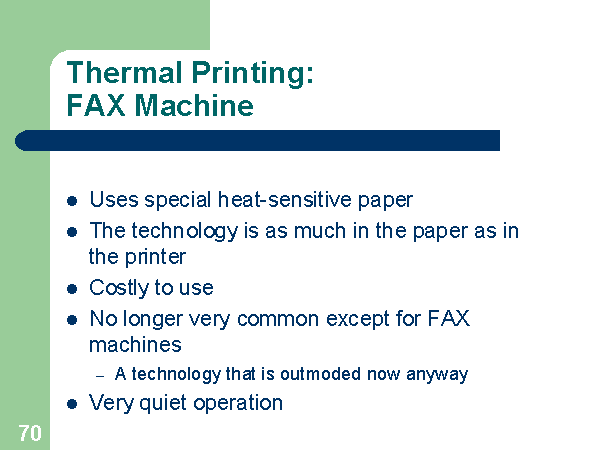 Thermal Printing:
FAX Machine
● Uses special heat-sensitive paper
● The technology is as much in the paper as in
the printer
● Costly to use
● No longer very common except for FAX
machines
– A technology that is outmoded now anyway
● Very quiet operation
70